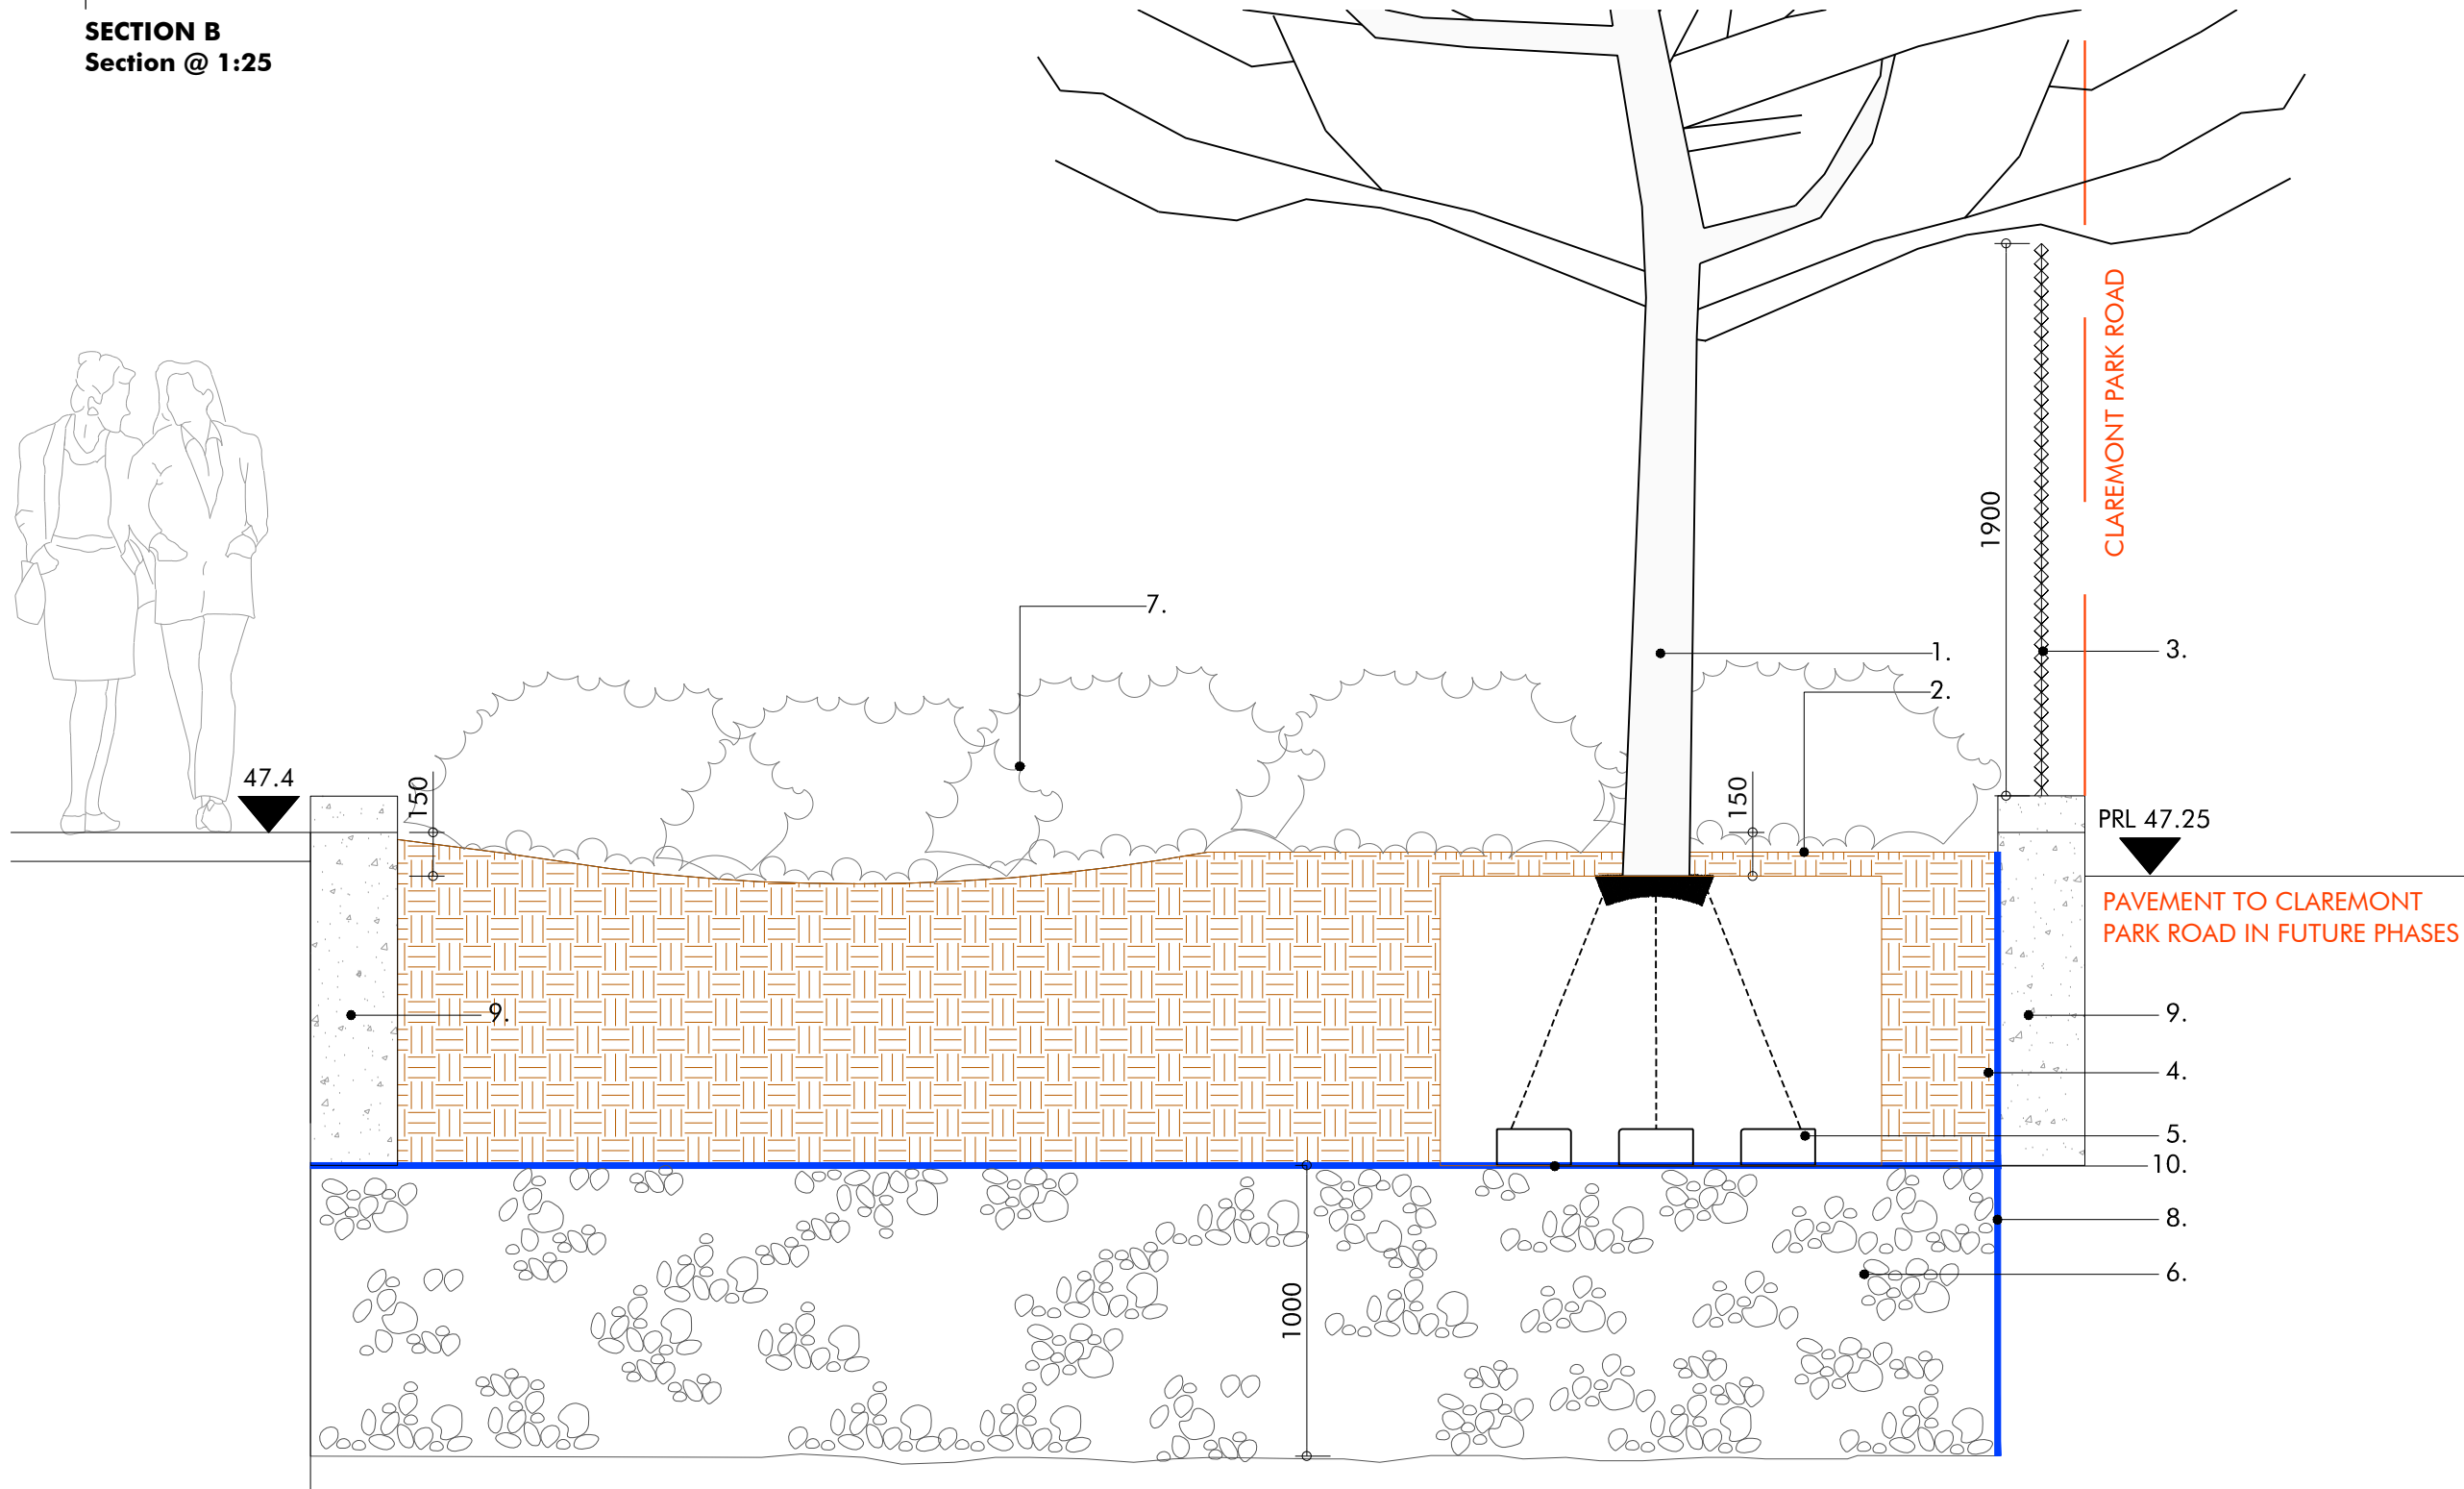 SECTION B
Section @ 1:25
CLAREMONT PARK ROAD
1900
7.
1.
3.
2.
47.4
150
150
PRL 47.25
PAVEMENT TO CLAREMONT
PARK ROAD IN FUTURE PHASES
9.
9.
4.
5.
10.
8.
6.
1000